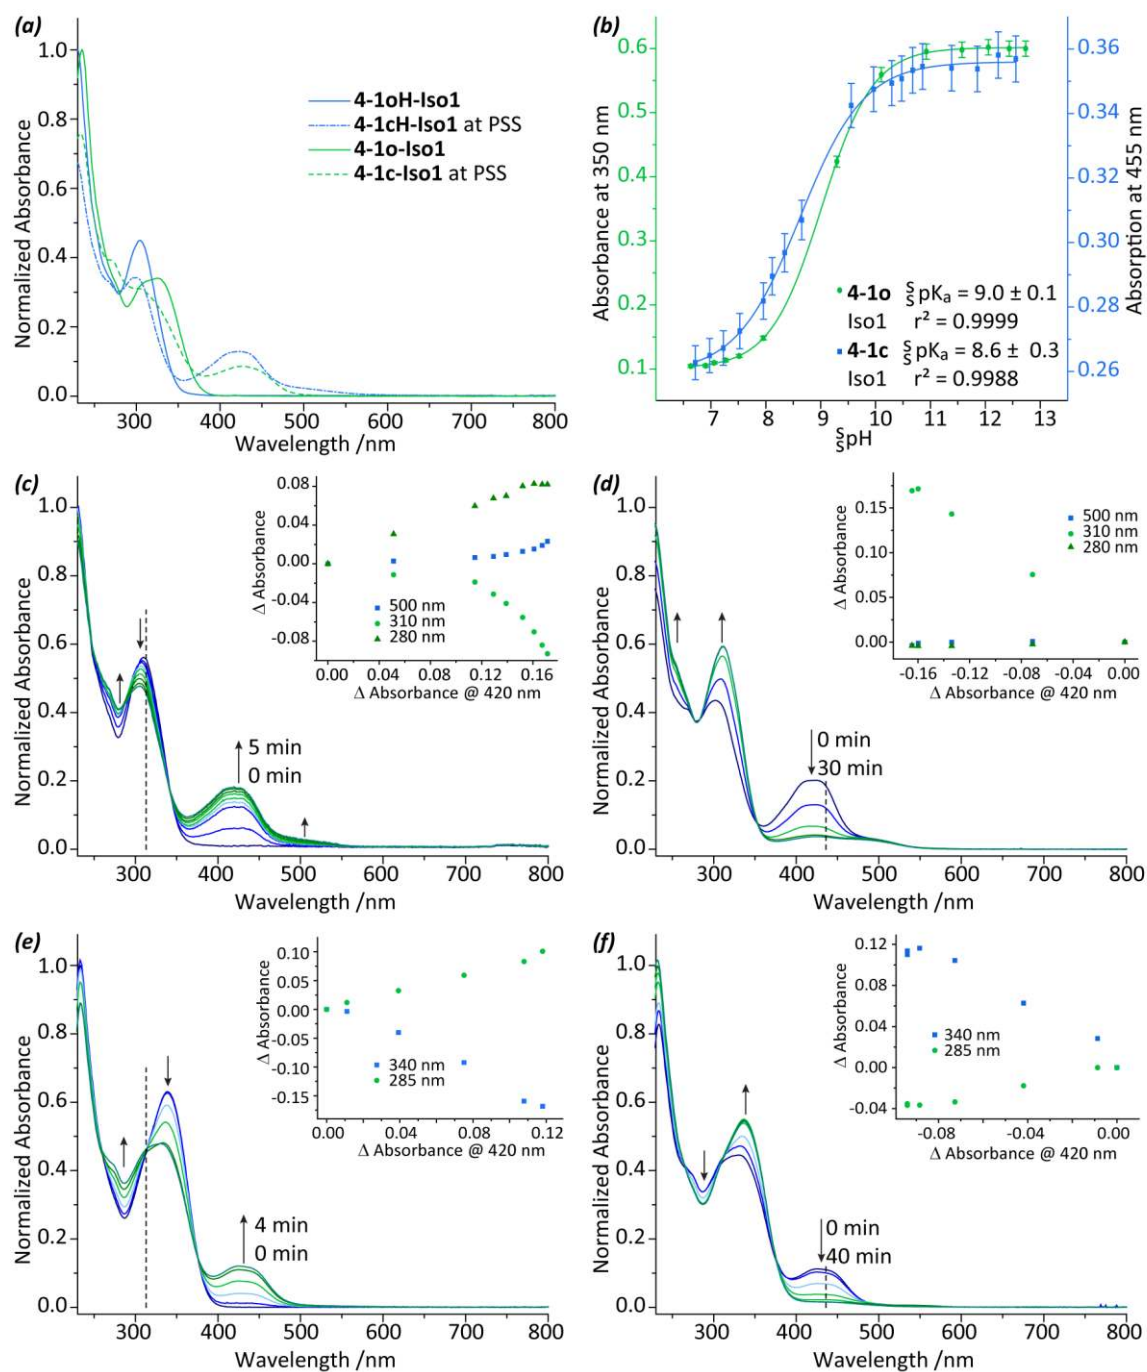 (a)
1.0
0.8
0.6
0.4
0.2
0.0
Normalized Absorbance
4-1oH-Iso1
4-1cH-Iso1 at PSS
4-1o-Iso1
4-1c-Iso1 at PSS
300 400 500 600 700 800
Wavelength /nm
(b)
0.6
0.5
0.4
0.3
0.2
0.1
Absorbance at 350 nm
0.36
0.34
0.32
0.30
0.28
0.26
Absorption at 455 nm
4-1o s s pKa = 9.0 ± 0.1
Iso1 r² = 0.9999
4-1c s s pKa = 8.6 ± 0.3
Iso1 r² = 0.9988
7 8 9 10 11 12 13
s s pH
(c)
1.0
0.8
0.6
0.4
0.2
0.0
Normalized Absorbance
0.08
0.04
0.00
-0.04
-0.08
Δ Absorbance
500 nm
310 nm
280 nm
0.00 0.04 0.08 0.12 0.16
Δ Absorbance @ 420 nm
5 min
0 min
300 400 500 600 700 800
Wavelength /nm
(d)
1.0
0.8
0.6
0.4
0.2
0.0
Normalized Absorbance
0.15
0.10
0.05
0.00
Δ Absorbance
500 nm
310 nm
280 nm
-0.16 -0.12 -0.08 -0.04 0.00
Δ Absorbance @ 420 nm
0 min
30 min
300 400 500 600 700 800
Wavelength /nm
(e)
1.0
0.8
0.6
0.4
0.2
0.0
Normalized Absorbance
0.10
0.05
0.00
-0.05
-0.10
-0.15
Δ Absorbance
340 nm
285 nm
0.00 0.04 0.08 0.12
Δ Absorbance @ 420 nm
4 min
0 min
300 400 500 600 700 800
Wavelength /nm
(f)
1.0
0.8
0.6
0.4
0.2
0.0
Normalized Absorbance
0.12
0.08
0.04
0.00
-0.04
Δ Absorbance
340 nm
285 nm
-0.08 -0.04 0.00
Δ Absorbance @ 420 nm
0 min
40 min
300 400 500 600 700 800
Wavelength /nm